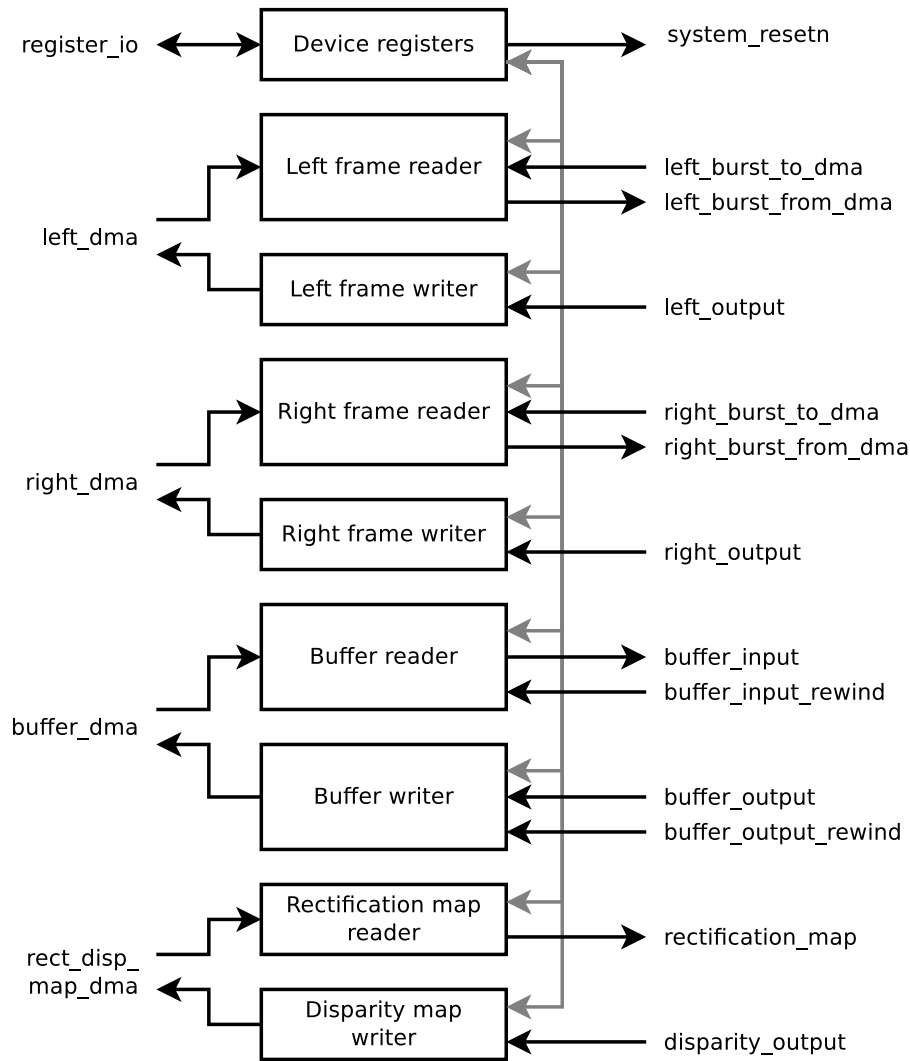 register_io
Device registers
system_resetn
Left frame reader
left_burst_to_dma
left_burst_from_dma
left_dma
Left frame writer
left_output
Right frame reader
right_burst_to_dma
right_burst_from_dma
right_dma
Right frame writer
right_output
Buffer reader
buffer_input
buffer_input_rewind
buffer_dma
Buffer writer
buffer_output
buffer_output_rewind
Rectification map
reader
rectification_map
rect_disp_
map_dma
Disparity map
writer
disparity_output